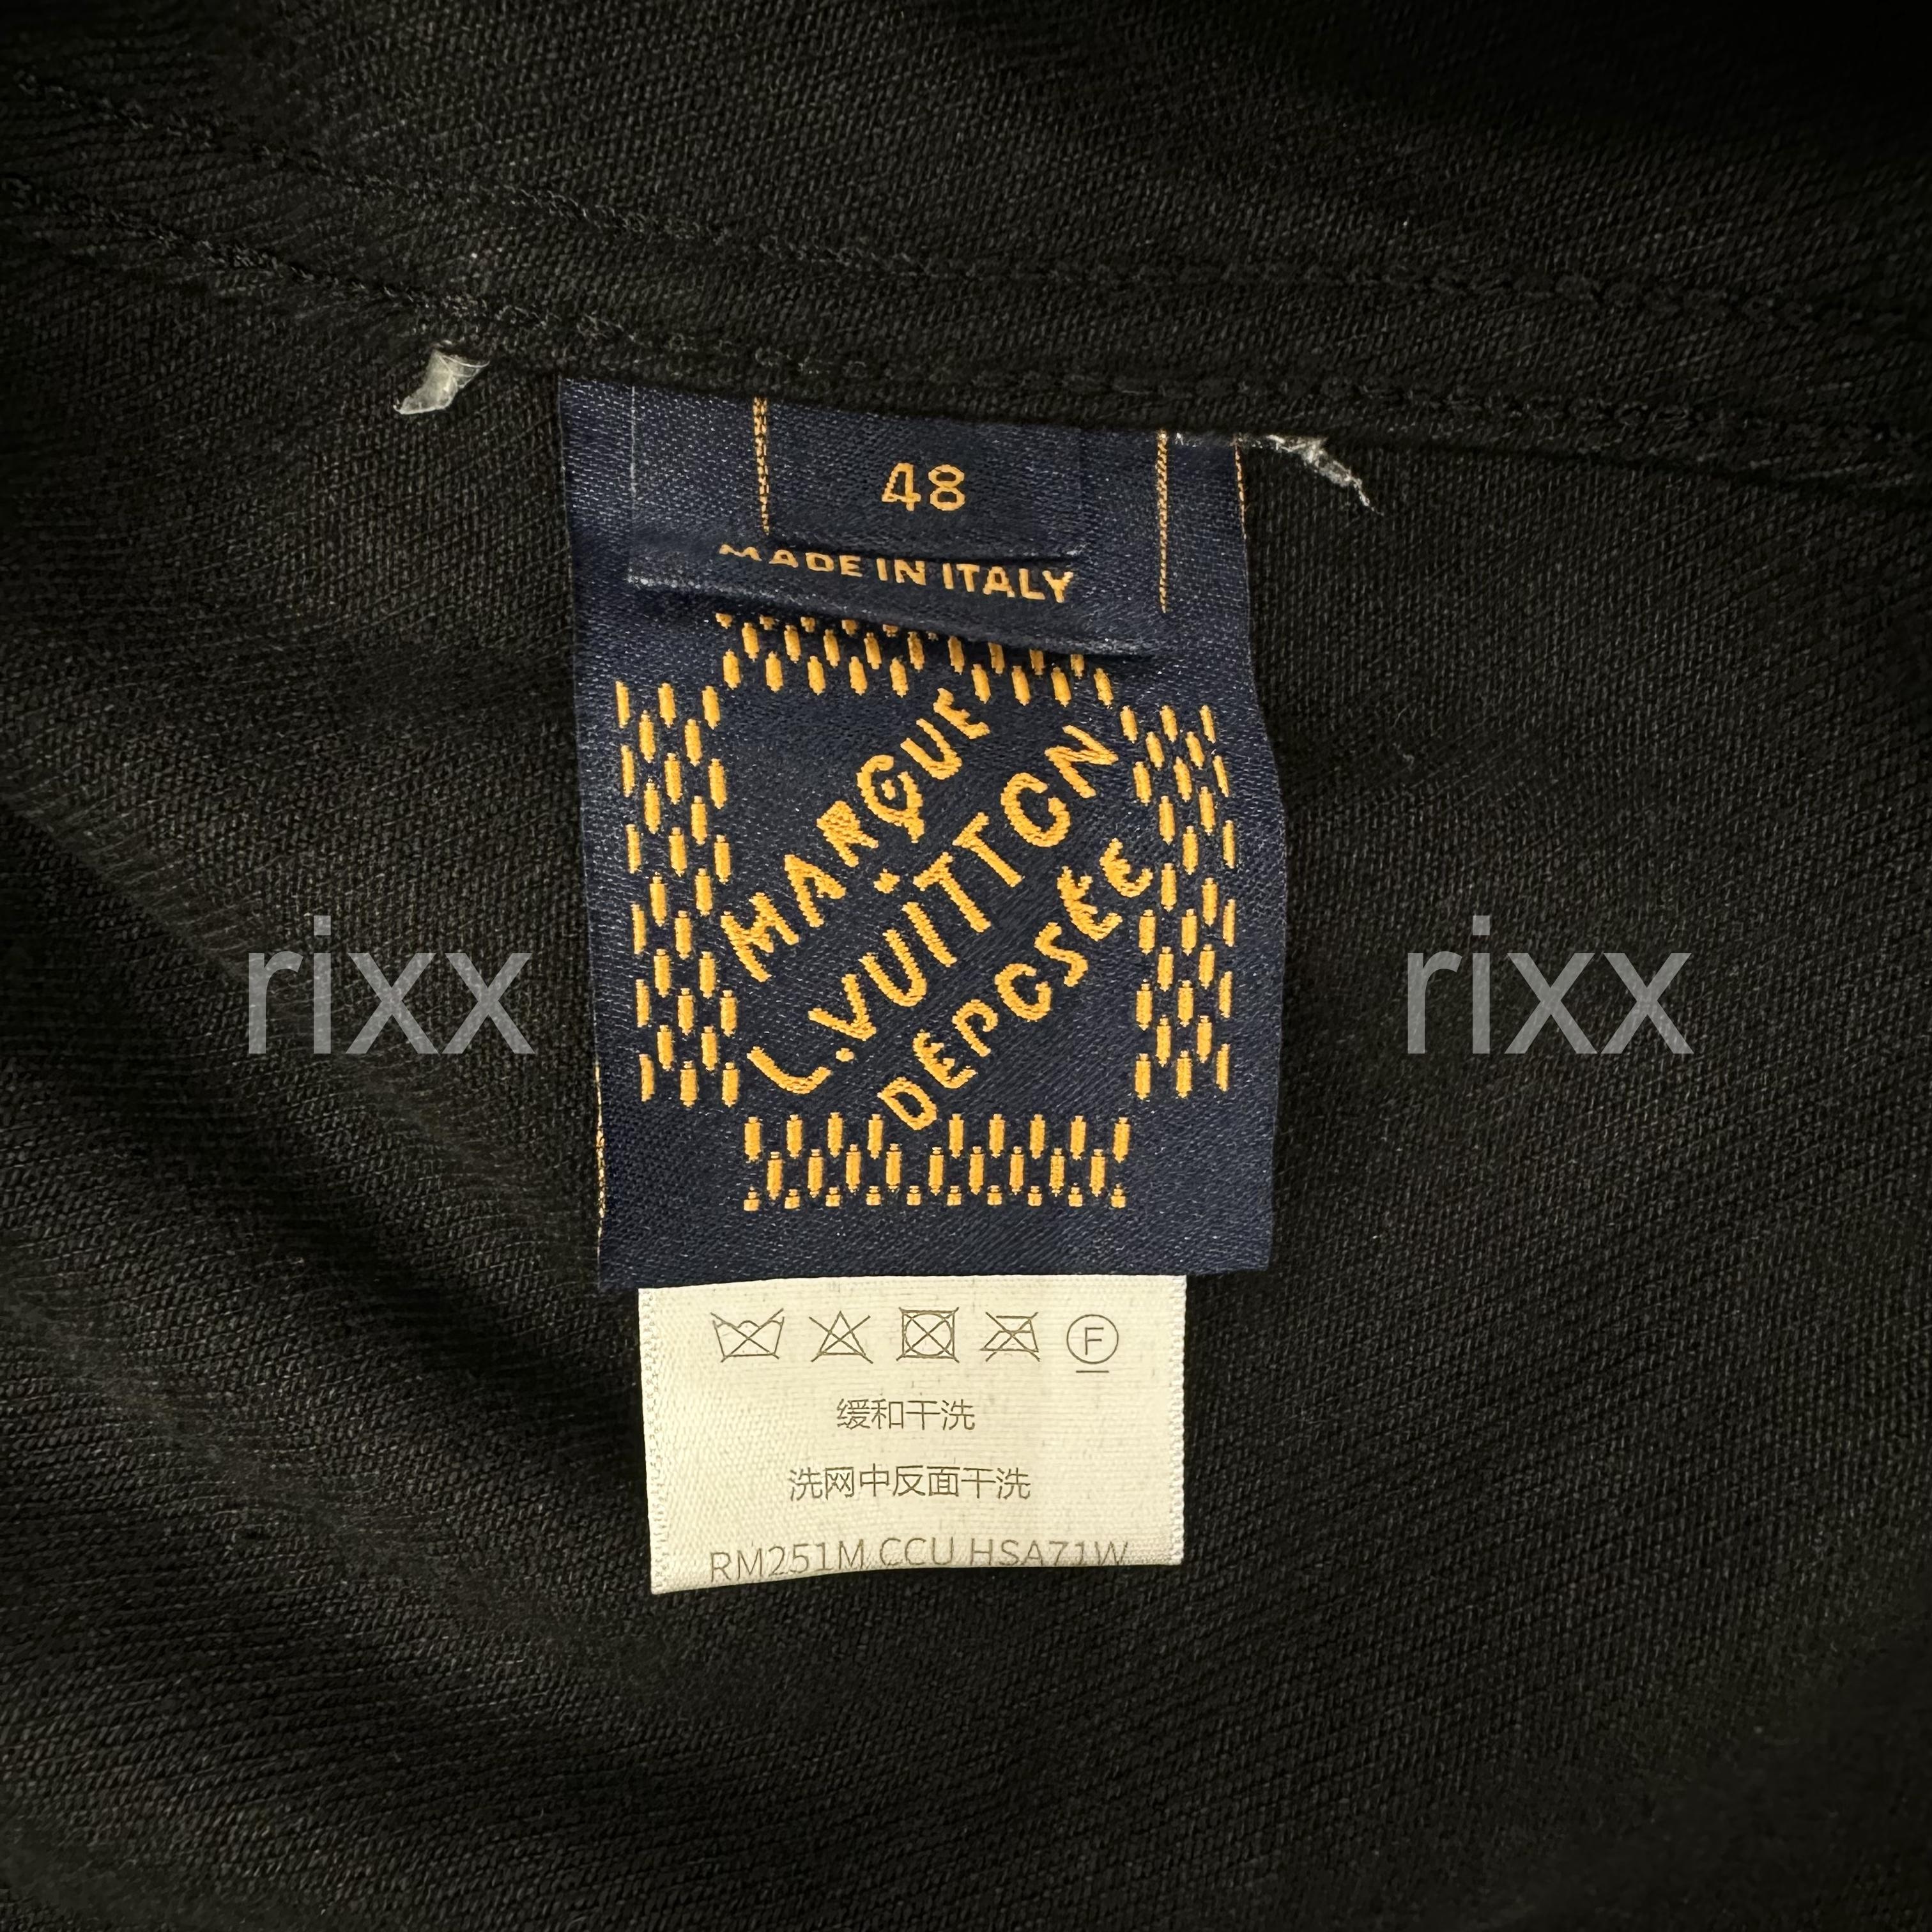 48
MADE IN ITALY
MARQUE
L.VUITTON
DEPOSÉE
rixx
rixx
F
缓和干洗
洗网中反面干洗
RM251M CCU HSA71W